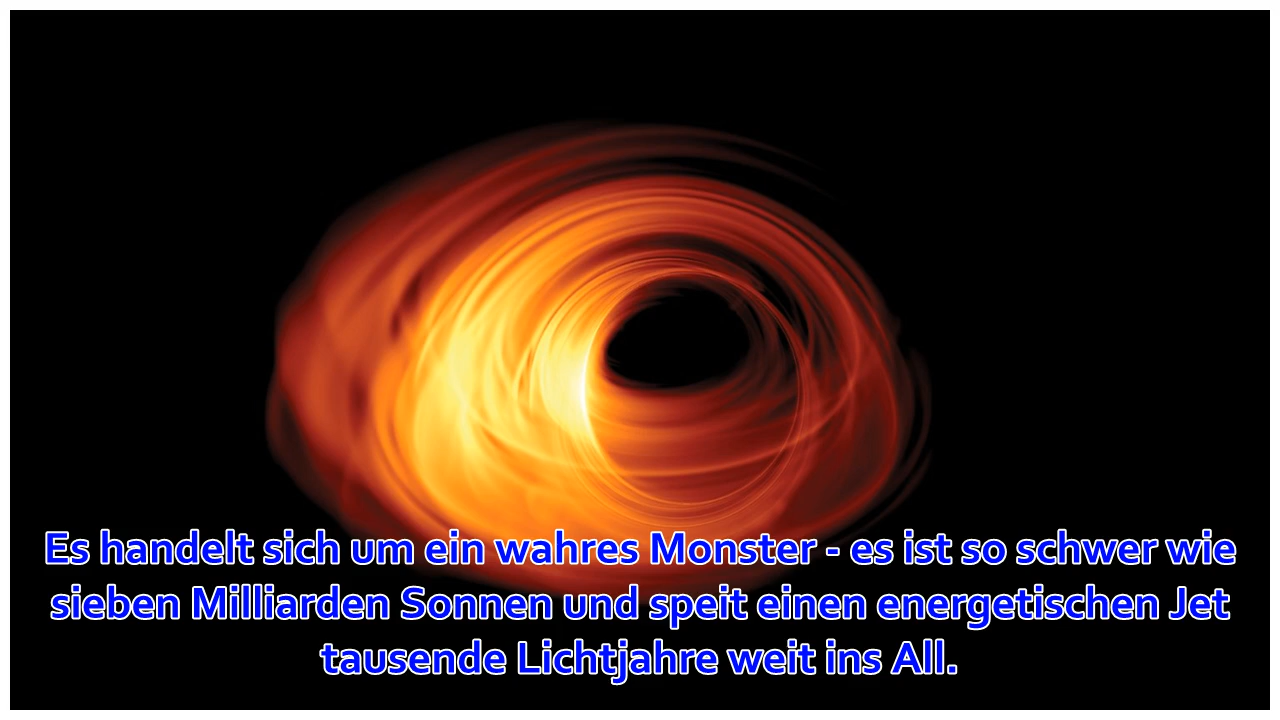 Es handelt sich um ein wahres Monster - es ist so schwer wie
sieben Milliarden Sonnen und speit einen energetischen Jet
tausende Lichtjahre weit ins All.